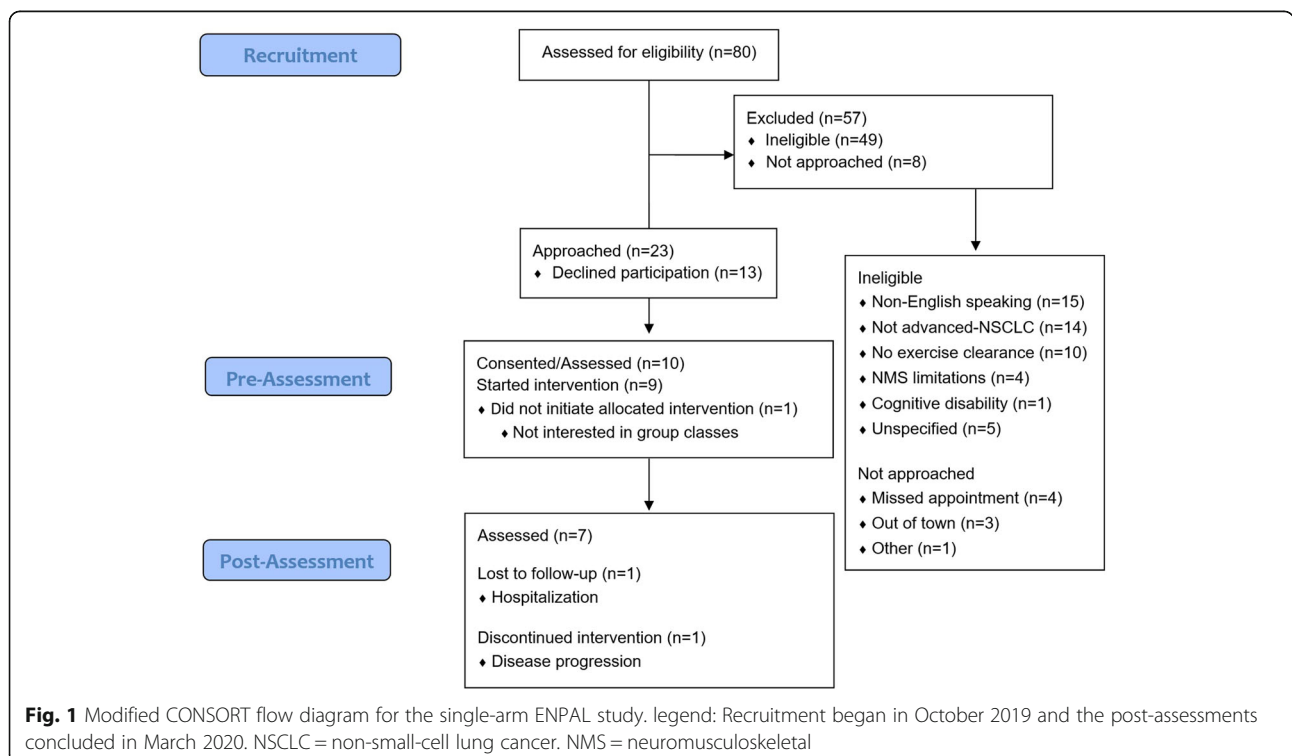 Recruitment
Assessed for eligibility (n=80)
Excluded (n=57)
♦ Ineligible (n=49)
♦ Not approached (n=8)
Approached (n=23)
♦ Declined participation (n=13)
Ineligible
♦ Non-English speaking (n=15)
♦ Not advanced-NSCLC (n=14)
♦ No exercise clearance (n=10)
♦ NMS limitations (n=4)
♦ Cognitive disability (n=1)
♦ Unspecified (n=5)
Not approached
♦ Missed appointment (n=4)
♦ Out of town (n=3)
♦ Other (n=1)
Pre-Assessment
Consented/Assessed (n=10)
Started intervention (n=9)
♦ Did not initiate allocated intervention (n=1)
♦ Not interested in group classes
Post-Assessment
Assessed (n=7)
Lost to follow-up (n=1)
♦ Hospitalization
Discontinued intervention (n=1)
♦ Disease progression
Fig. 1 Modified CONSORT flow diagram for the single-arm ENPAL study. legend: Recruitment began in October 2019 and the post-assessments
concluded in March 2020. NSCLC = non-small-cell lung cancer. NMS = neuromusculoskeletal